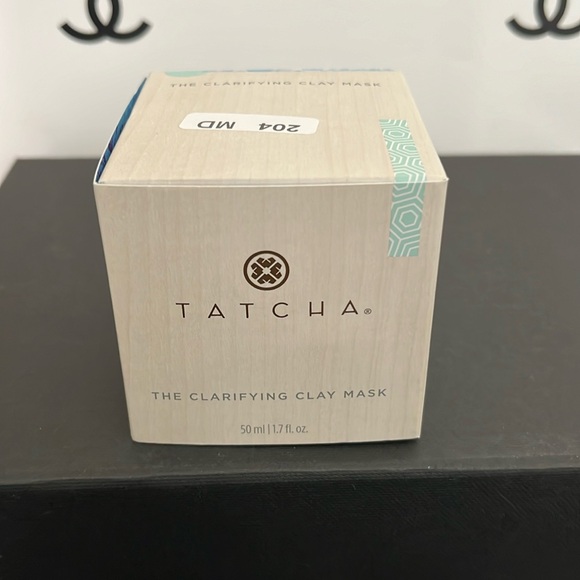 THE CLARIFYING CLAY MASK
204 MD
TATCHA®
THE CLARIFYING CLAY MASK
50 ml | 1.7 fl. oz.